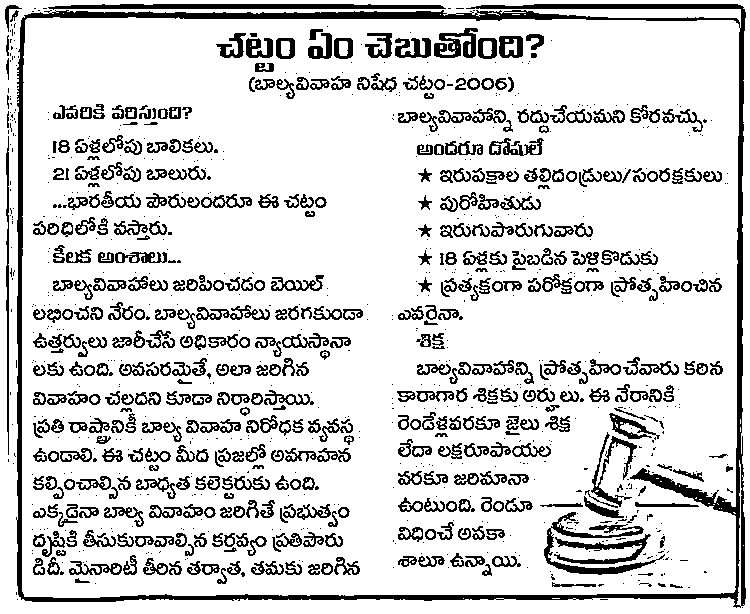 చట్టం ఏం చెబుతోంది?
(బాల్యవివాహ నిషేధ చట్టం-2006)
ఎవరికి వర్తిస్తుంది?
18 ఏళ్లలోపు బాలికలు.
21 ఏళ్లలోపు బాలురు.
...భారతీయ పౌరులందరూ ఈ చట్టం
పరిధిలోకి వస్తారు.
కీలక అంశాలు...
బాల్యవివాహాలు జరిపించడం బెయిల్
లభించని నేరం. బాల్యవివాహాలు జరగకుండా
ఉత్తర్వులు జారీచేసే అధికారం న్యాయస్థానా
లకు ఉంది. అవసరమైతే, అలా జరిగిన
వివాహం చల్లదని కూడా నిర్ధారిస్తాయి.
ప్రతి రాష్ట్రానికీ బాల్య వివాహ నిరోధక వ్యవస్థ
ఉండాలి. ఈ చట్టం మీద ప్రజల్లో అవగాహన
కల్పించాల్సిన బాధ్యత కలెక్టరుకు ఉంది.
ఎక్కడైనా బాల్య వివాహం జరిగితే ప్రభుత్వం
దృష్టికి తీసుకురావాల్సిన కర్తవ్యం ప్రతిపౌరు
డిదీ. మైనారిటీ తీరిన తర్వాత, తమకు జరిగిన
బాల్యవివాహాన్ని రద్దుచేయమని కోరవచ్చు.
అందరూ దోషులే
★ ఇరుపక్షాల తల్లిదండ్రులు/సంరక్షకులు
★ పురోహితుడు
★ ఇరుగుపొరుగువారు
★ 18 ఏళ్లకు పైబడిన పెళ్లికొడుకు
★ ప్రత్యక్షంగా పరోక్షంగా ప్రోత్సహించిన
ఎవరైనా.
శిక్ష
బాల్యవివాహాన్ని ప్రోత్సహించేవారు కఠిన
కారాగార శిక్షకు అర్హులు. ఈ నేరానికి
రెండేళ్లవరకూ జైలు శిక్ష
లేదా లక్షరూపాయల
వరకూ జరిమానా
ఉంటుంది. రెండూ
విధించే అవకా
శాలూ ఉన్నాయి.